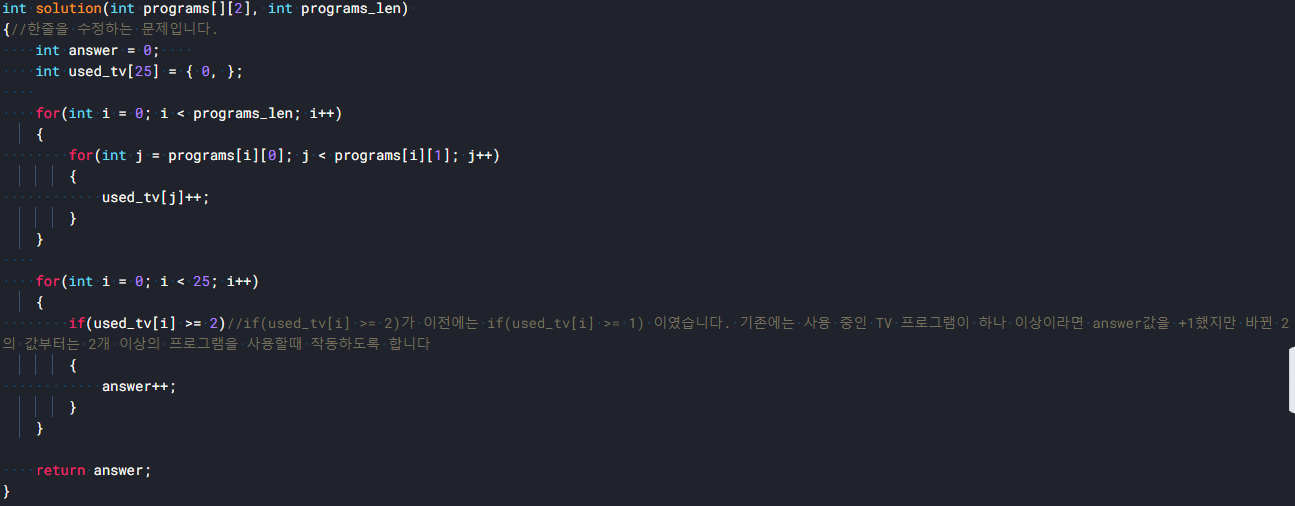 int solution(int programs[][2], int programs_len)
{//한줄을 수정하는 문제입니다.
    int answer = 0;
    int used_tv[25] = { 0, };
    for(int i = 0; i < programs_len; i++)
    {
        for(int j = programs[i][0]; j < programs[i][1]; j++)
        {
            used_tv[j]++;
        }
    }
    for(int i = 0; i < 25; i++)
    {
        if(used_tv[i] >= 2)//if(used_tv[i] >= 2)가 이전에는 if(used_tv[i] >= 1) 이였습니다. 기존에는 사용 중인 TV 프로그램이 하나 이상이라면 answer값을 +1했지만 바뀐 2
의 값부터는 2개 이상의 프로그램을 사용할때 작동하도록 합니다
        {
            answer++;
        }
    }
    return answer;
}